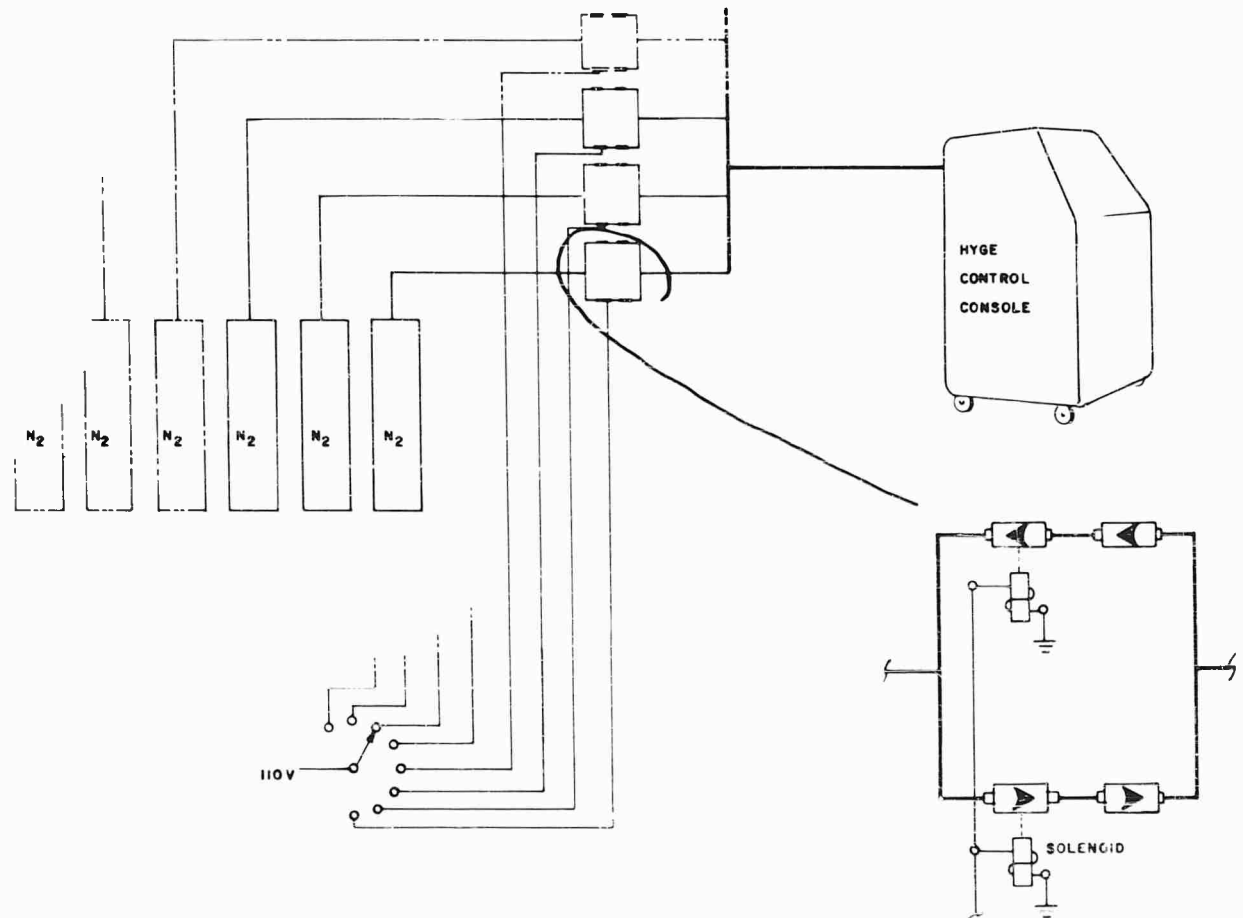 HYGE
CONTROL
CONSOLE
N2 N2 N2 N2 N2 N2
110V
SOLENOID